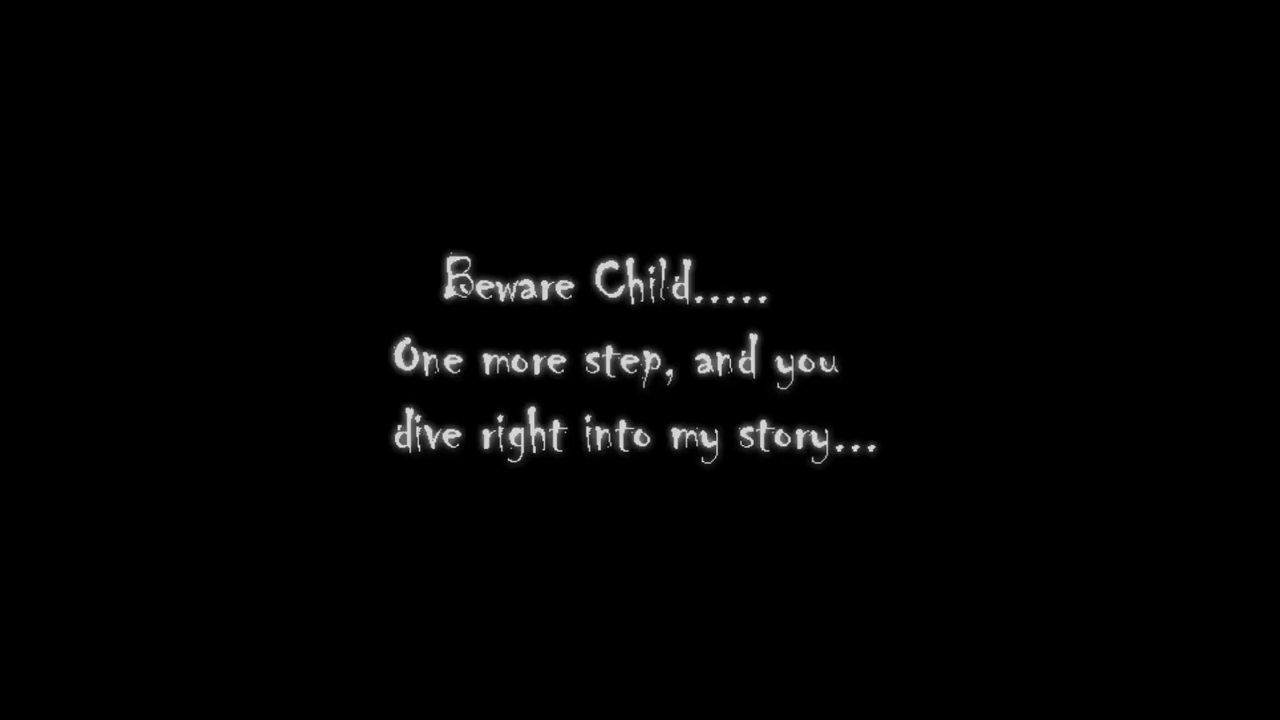 Beware Child.....
One more step, and you
dive right into my story...